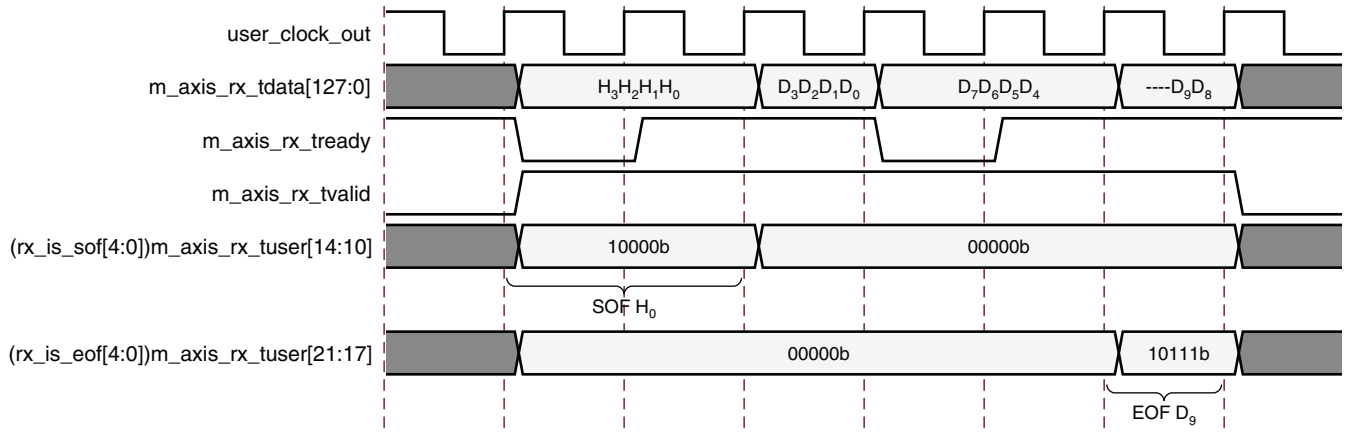 user_clock_out
m_axis_rx_tdata[127:0] H₃H₂H₁H₀ D₃D₂D₁D₀ D₇D₆D₅D₄ ----D₉D₈
m_axis_rx_tready
m_axis_rx_tvalid
(rx_is_sof[4:0])m_axis_rx_tuser[14:10] 10000b 00000b
SOF H₀
(rx_is_eof[4:0])m_axis_rx_tuser[21:17] 00000b 10111b
EOF D₉